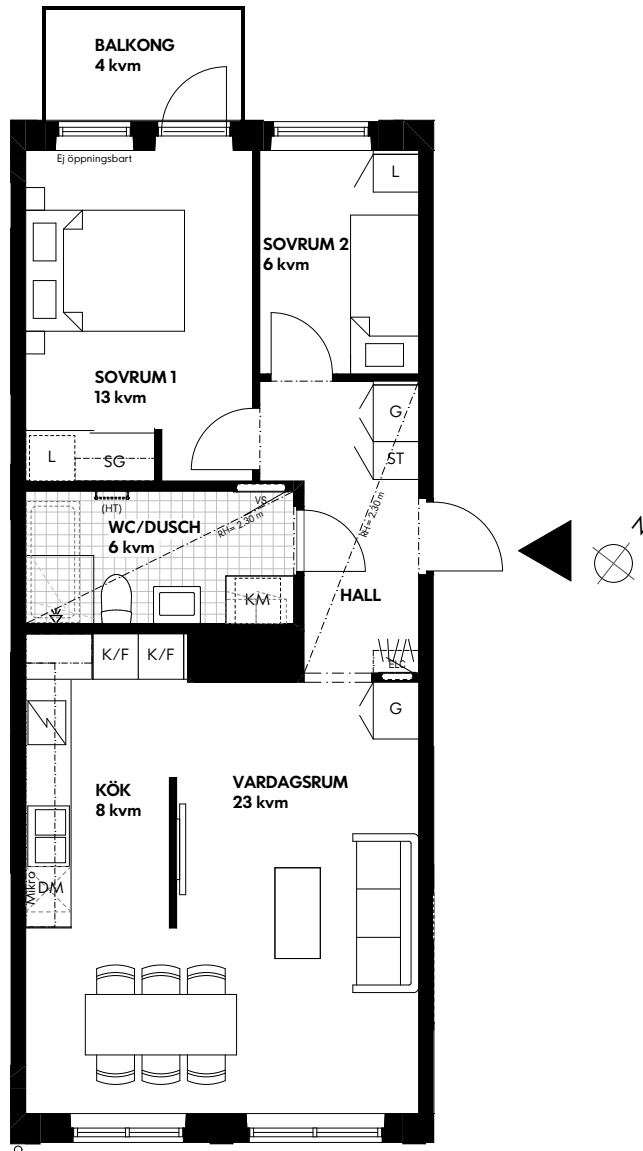 BALKONG
4 kvm
Ej öppningsbart
L
SOVRUM 2
6 kvm
SOVRUM 1
13 kvm
G
L
SG
ST
VS
(HT)
RH= 2.30 m
RH= 2.30 m
WC/DUSCH
6 kvm
N
KM
HALL
K/F
K/F
ELC
G
KÖK
8 kvm
VARDAGSRUM
23 kvm
Mikro
DM